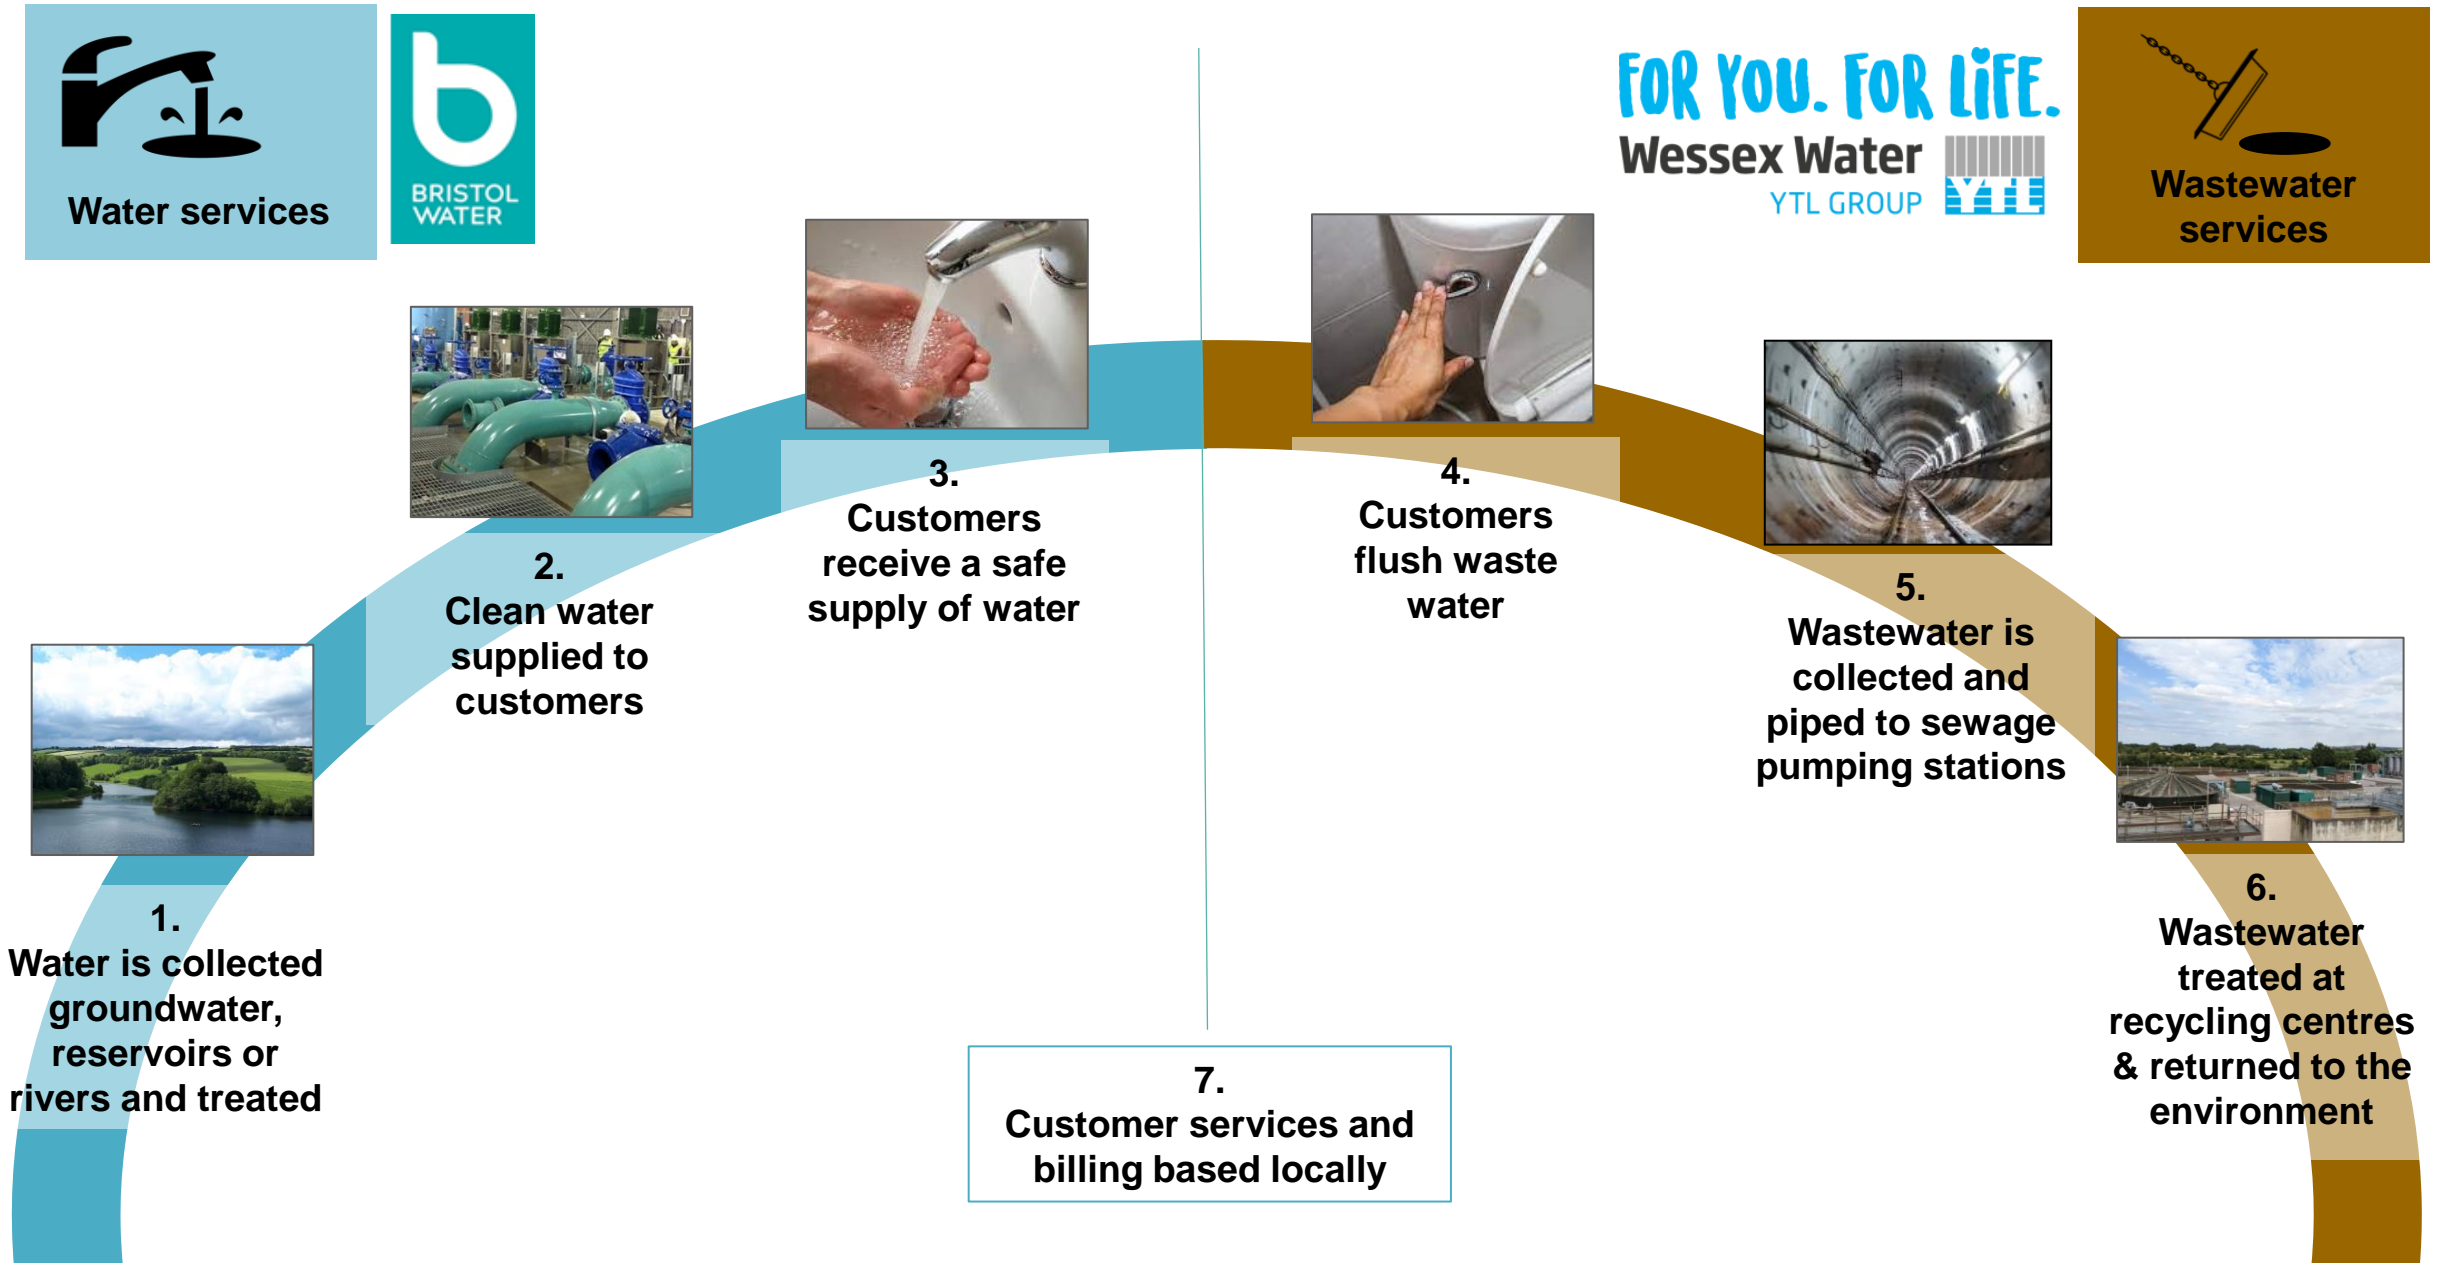 Water services
BRISTOL
WATER
FOR YOU. FOR LiFE.
Wessex Water
YTL GROUP
YTL
Wastewater
services
1.
Water is collected
groundwater,
reservoirs or
rivers and treated
2.
Clean water
supplied to
customers
3.
Customers
receive a safe
supply of water
4.
Customers
flush waste
water
5.
Wastewater is
collected and
piped to sewage
pumping stations
6.
Wastewater
treated at
recycling centres
& returned to the
environment
7.
Customer services and
billing based locally